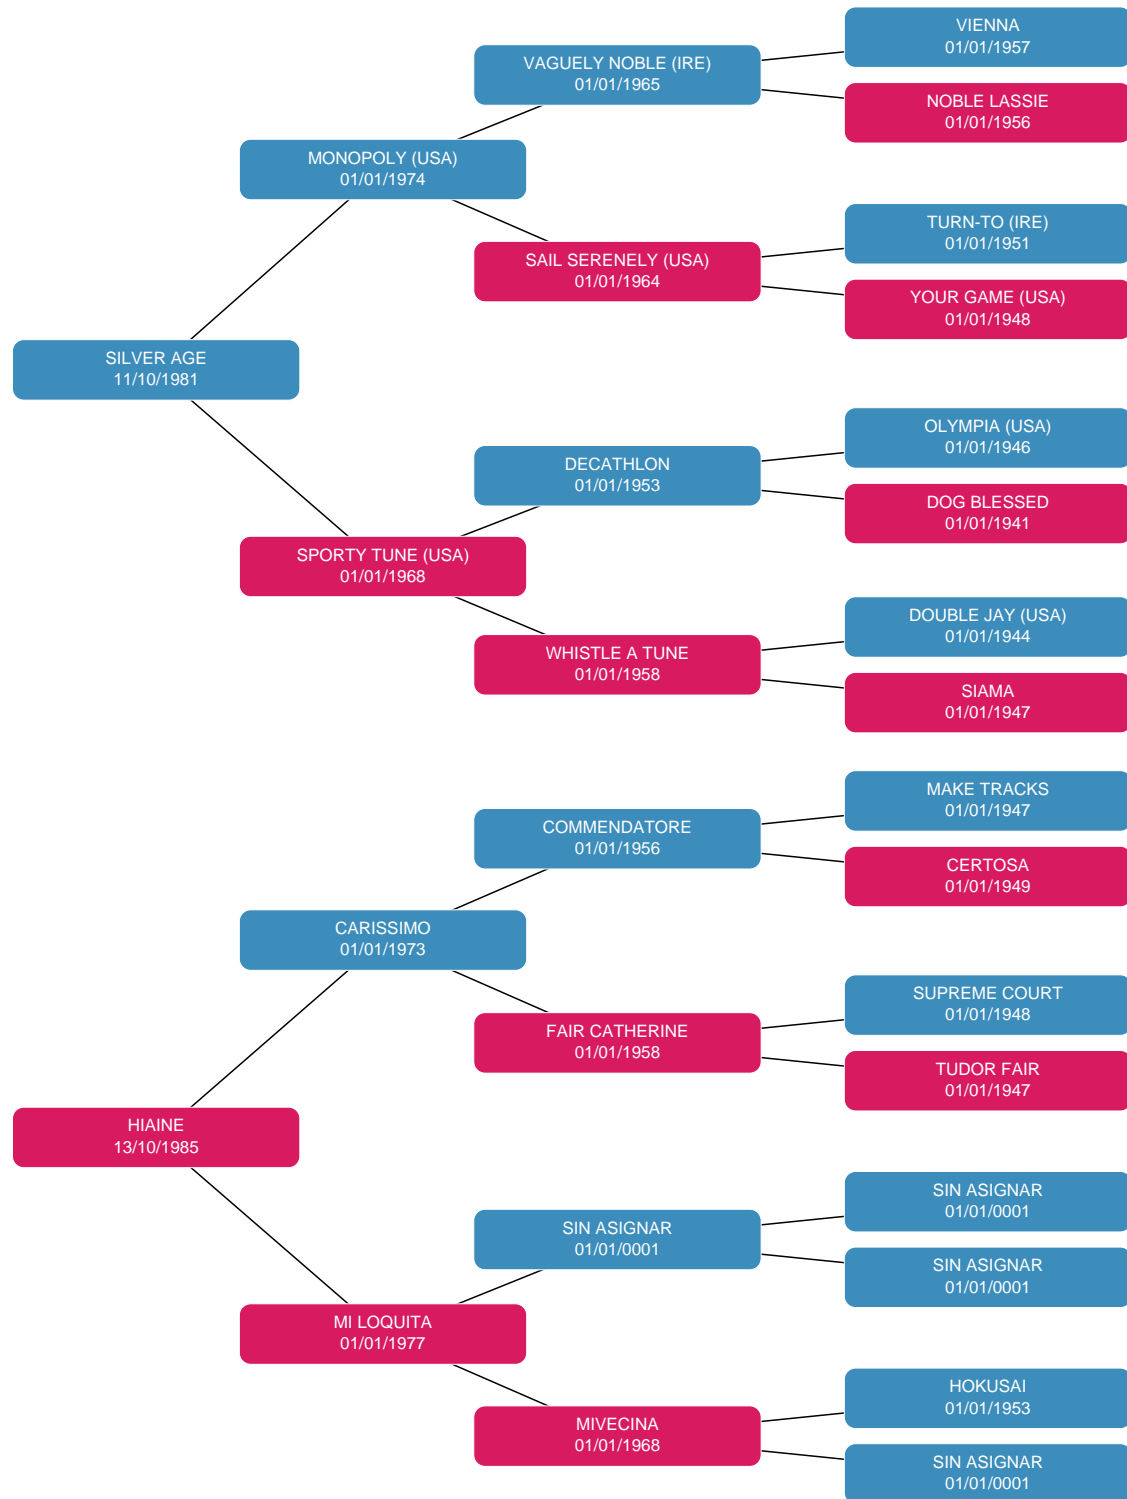 VIENNA
01/01/1957
VAGUELY NOBLE (IRE)
01/01/1965
NOBLE LASSIE
01/01/1956
MONOPOLY (USA)
01/01/1974
TURN-TO (IRE)
01/01/1951
SAIL SERENELY (USA)
01/01/1964
YOUR GAME (USA)
01/01/1948
SILVER AGE
11/10/1981
OLYMPIA (USA)
01/01/1946
DECATHLON
01/01/1953
DOG BLESSED
01/01/1941
SPORTY TUNE (USA)
01/01/1968
DOUBLE JAY (USA)
01/01/1944
WHISTLE A TUNE
01/01/1958
SIAMA
01/01/1947
MAKE TRACKS
01/01/1947
COMMENDATORE
01/01/1956
CERTOSA
01/01/1949
CARISSIMO
01/01/1973
SUPREME COURT
01/01/1948
FAIR CATHERINE
01/01/1958
TUDOR FAIR
01/01/1947
HIAINE
13/10/1985
SIN ASIGNAR
01/01/0001
SIN ASIGNAR
01/01/0001
SIN ASIGNAR
01/01/0001
MI LOQUITA
01/01/1977
HOKUSAI
01/01/1953
MIVECINA
01/01/1968
SIN ASIGNAR
01/01/0001